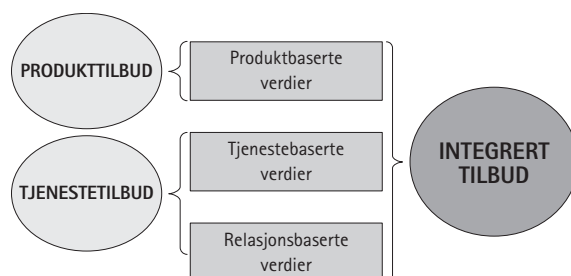 PRODUKTTILBUD
Produktbaserte
verdier
TJENESTETILBUD
Tjenestebaserte
verdier
Relasjonsbaserte
verdier
INTEGRERT
TILBUD